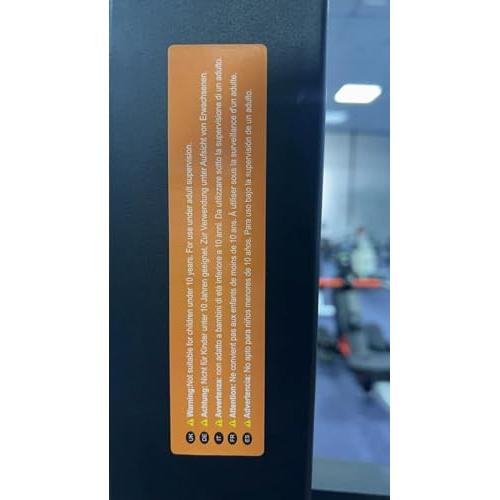 UK ⚠ Warning:Not suitable for children under 10 years. For use under adult supervision.
DE ⚠ Achtung: Nicht für Kinder unter 10 Jahren geeignet. Zur Verwendung unter Aufsicht von Erwachsenen.
IT ⚠ Avvertenza: non adatto a bambini di età inferiore a 10 anni. Da utilizzare sotto la supervisione di un adulto.
FR ⚠ Attention: Ne convient pas aux enfants de moins de 10 ans. À utiliser sous la surveillance d'un adulte.
ES ⚠ Advertencia: No apto para niños menores de 10 años. Para uso bajo la supervisión de un adulto.